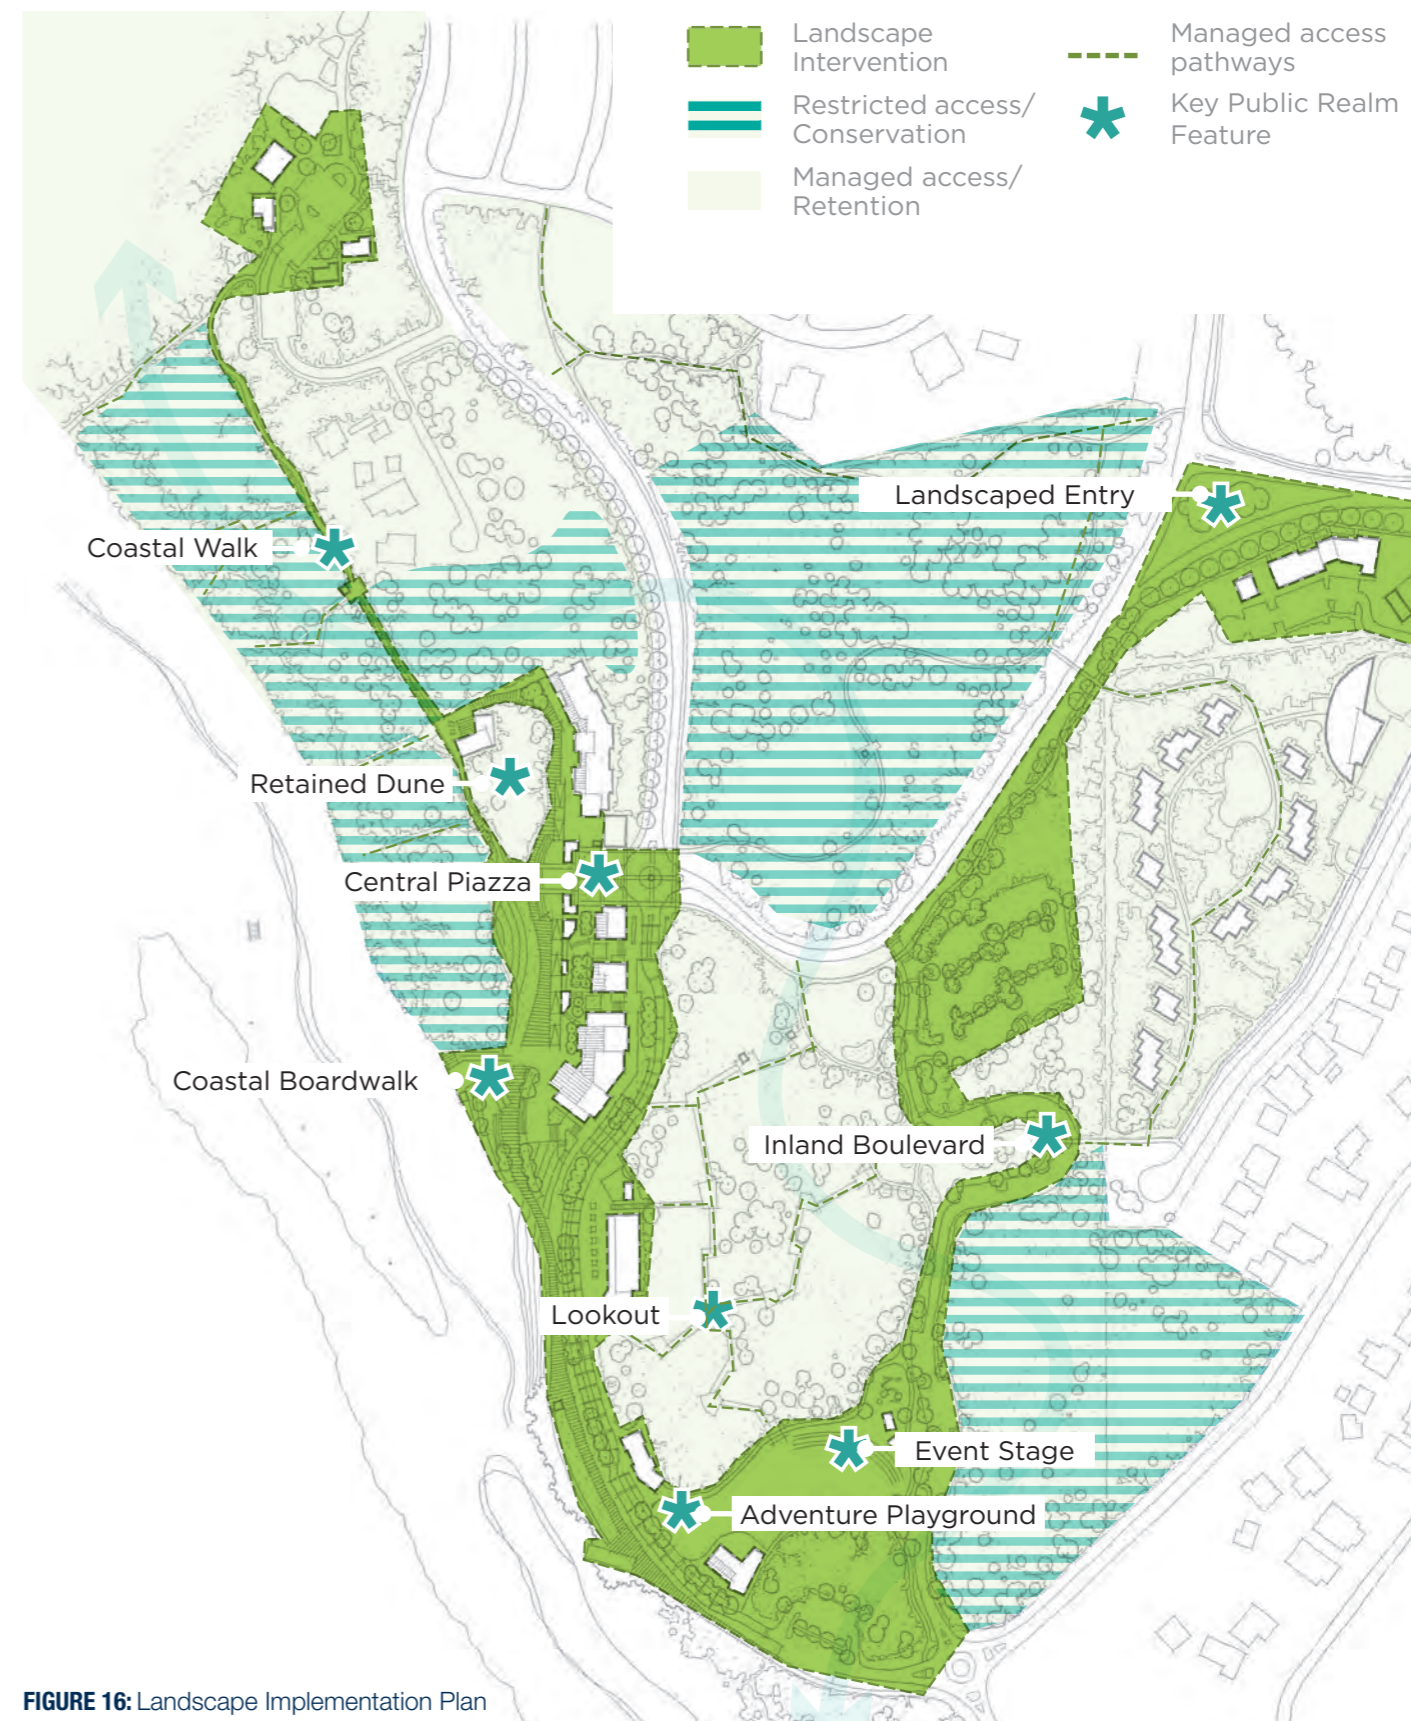 Landscape
Intervention
Restricted access/
Conservation
Managed access/
Retention
Managed access
pathways
Key Public Realm
Feature
Landscaped Entry
Coastal Walk
Retained Dune
Central Piazza
Coastal Boardwalk
Inland Boulevard
Lookout
Event Stage
Adventure Playground
FIGURE 16: Landscape Implementation Plan